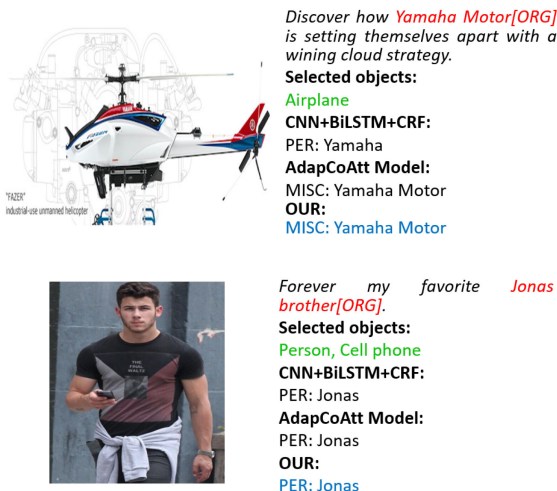 Discover how Yamaha Motor[ORG]
is setting themselves apart with a
wining cloud strategy.
Selected objects:
Airplane
CNN+BiLSTM+CRF:
PER: Yamaha
AdapCoAtt Model:
MISC: Yamaha Motor
OUR:
MISC: Yamaha Motor
"FAZER"
industrial-use unmanned helicopter
Forever my favorite Jonas
brother[ORG].
Selected objects:
Person, Cell phone
CNN+BiLSTM+CRF:
PER: Jonas
AdapCoAtt Model:
PER: Jonas
OUR:
PER: Jonas
THE
FINAL
WALTZ